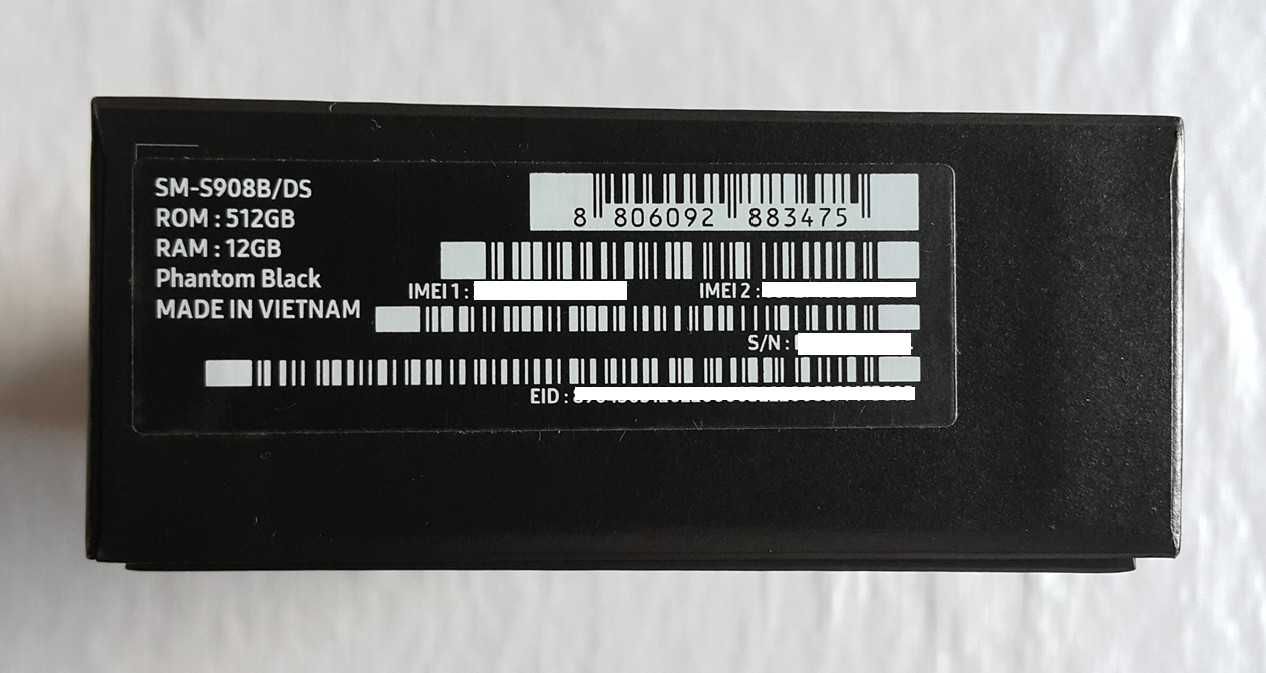 SM-S908B/DS
ROM : 512GB
RAM : 12GB
Phantom Black
MADE IN VIETNAM
8 806092 883475
IMEI 1 : IMEI 2 :
S/N :
EID :